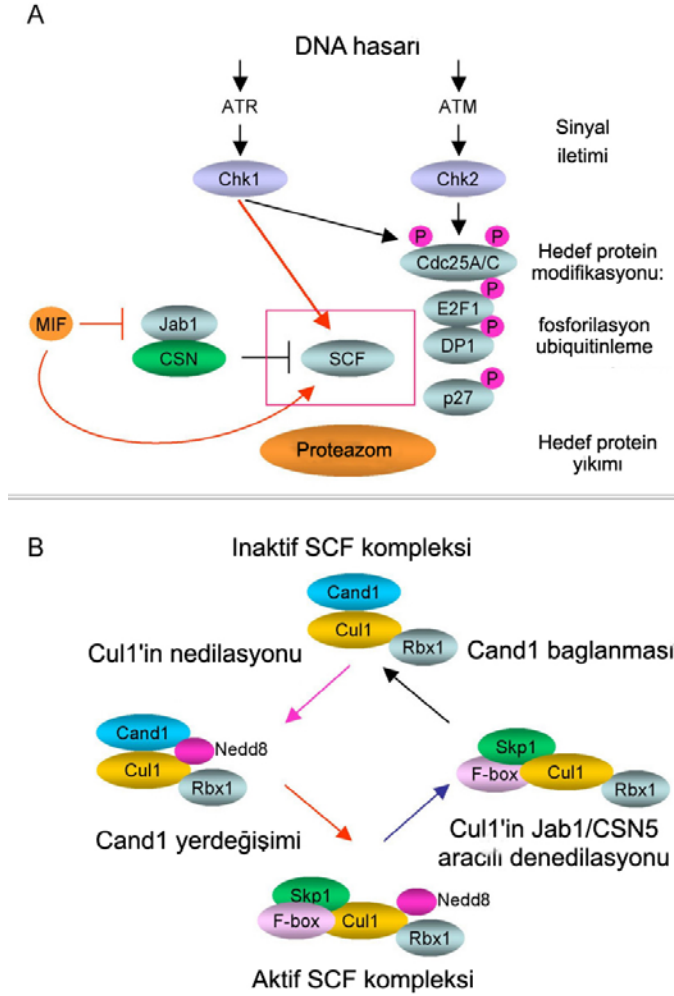 A
DNA hasarı
ATR
ATM
Sinyal
iletimi
Chk1
Chk2
P
P
Cdc25A/C
Hedef protein
modifikasyonu:
P
E2F1
MIF
Jab1
P
fosforilasyon
DP1
ubiquitinleme
CSN
SCF
P
p27
Proteazom
Hedef protein
yıkımı
B
Inaktif SCF kompleksi
Cand1
Cul1
Rbx1
Cul1'in nedilasyonu
Cand1 baglanması
Cand1
Nedd8
Cul1
Rbx1
Skp1
F-box
Cul1
Rbx1
Cand1 yerdeğişimi
Cul1'in Jab1/CSN5
aracılı denedilasyonu
Skp1
Nedd8
F-box
Cul1
Rbx1
Aktif SCF kompleksi